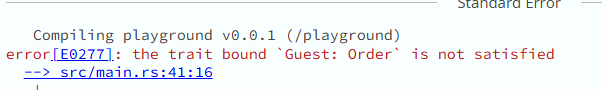 Standard Error
Compiling playground v0.0.1 (/playground)
error[E0277]: the trait bound `Guest: Order` is not satisfied
--> src/main.rs:41:16
|